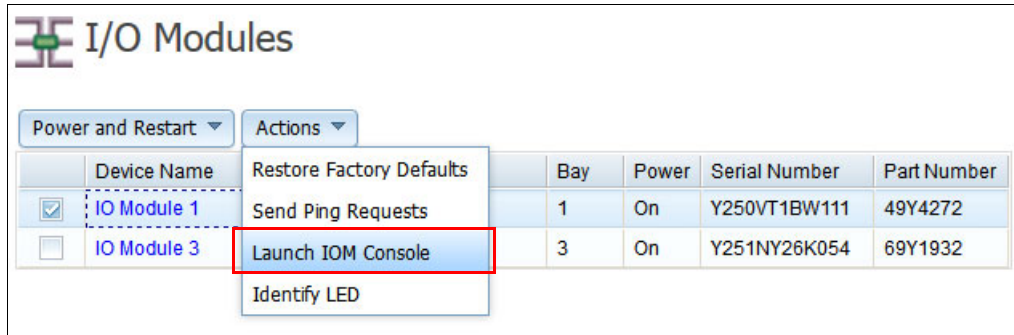 I/O Modules
Power and Restart Actions
Device Name Restore Factory Defaults Bay Power Serial Number Part Number
IO Module 1 Send Ping Requests 1 On Y250VT1BW111 49Y4272
IO Module 3 Launch IOM Console 3 On Y251NY26K054 69Y1932
Identify LED